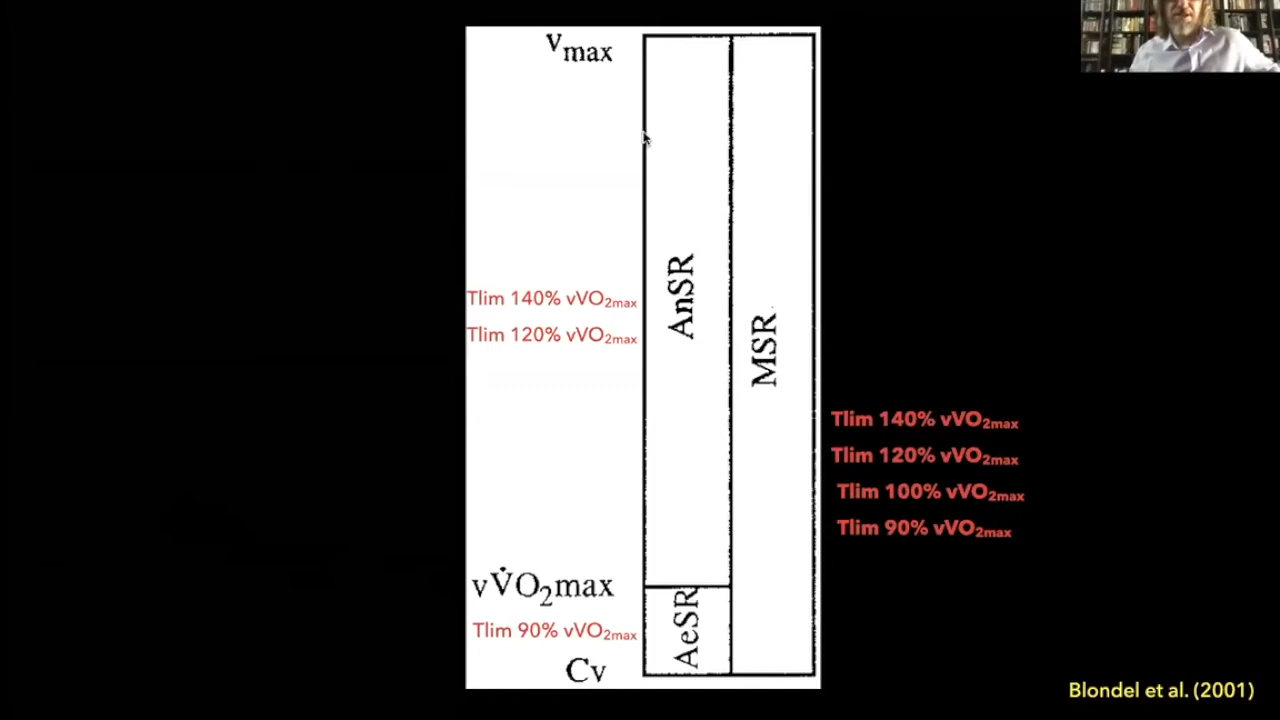 vmax
AnSR
MSR
Tlim 140% vVO₂max
Tlim 120% vVO₂max
vV̇O₂max
Tlim 90% vVO₂max
AeSR
Cv
Tlim 140% vVO₂max
Tlim 120% vVO₂max
Tlim 100% vVO₂max
Tlim 90% vVO₂max
Blondel et al. (2001)